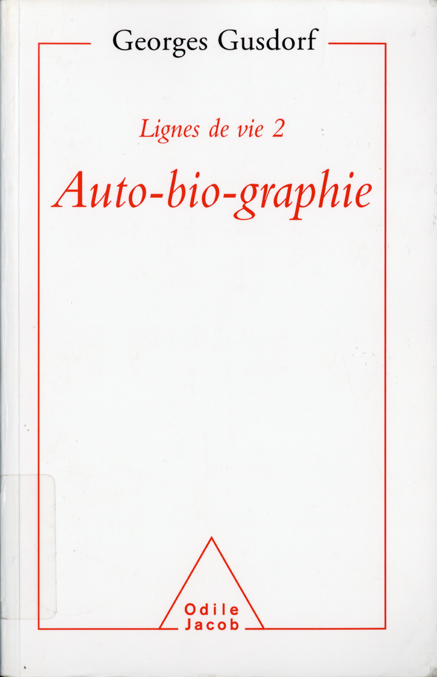 Georges Gusdorf
Lignes de vie 2
Auto-bio-graphie
Odile
Jacob